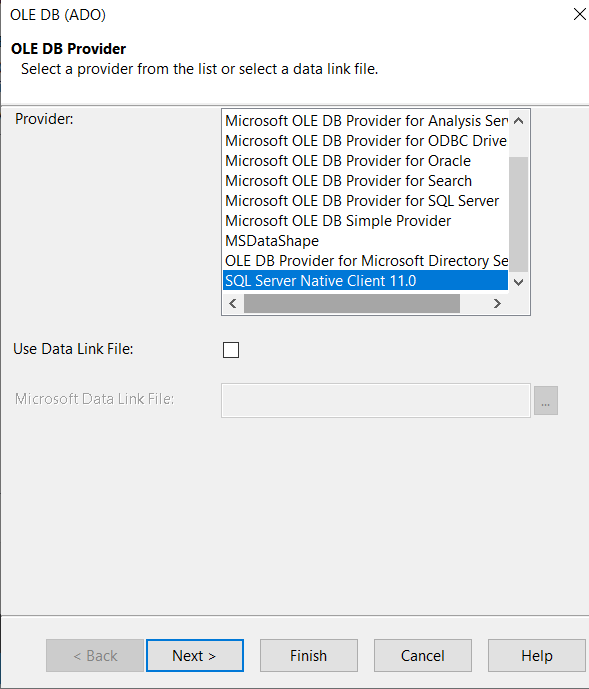 OLE DB (ADO)
OLE DB Provider
Select a provider from the list or select a data link file.
Provider:
Microsoft OLE DB Provider for Analysis Ser
Microsoft OLE DB Provider for ODBC Drive
Microsoft OLE DB Provider for Oracle
Microsoft OLE DB Provider for Search
Microsoft OLE DB Provider for SQL Server
Microsoft OLE DB Simple Provider
MSDataShape
OLE DB Provider for Microsoft Directory Se
SQL Server Native Client 11.0
Use Data Link File:
Microsoft Data Link File:
...
< Back
Next >
Finish
Cancel
Help